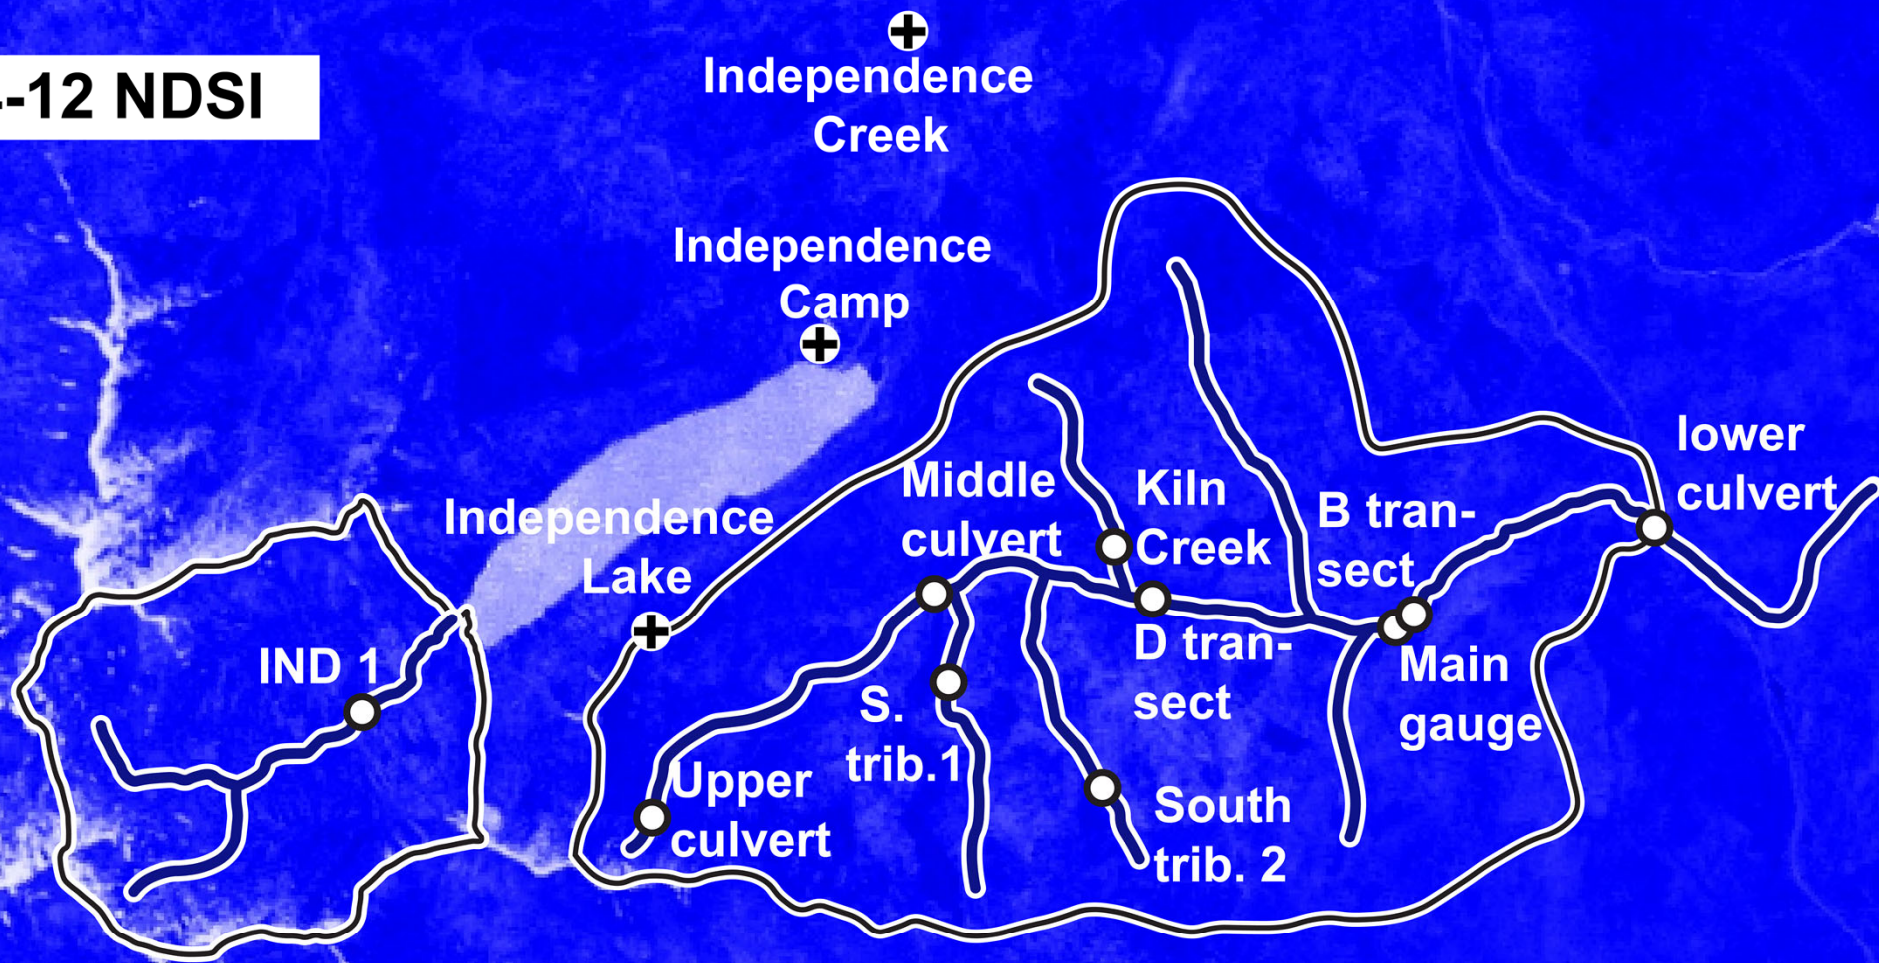 -12 NDSI
Independence
Creek
Independence
Camp
Independence
Lake
Middle
culvert
Kiln
Creek
B tran-
sect
lower
culvert
IND 1
D tran-
sect
Main
gauge
S.
trib.1
Upper
culvert
South
trib. 2